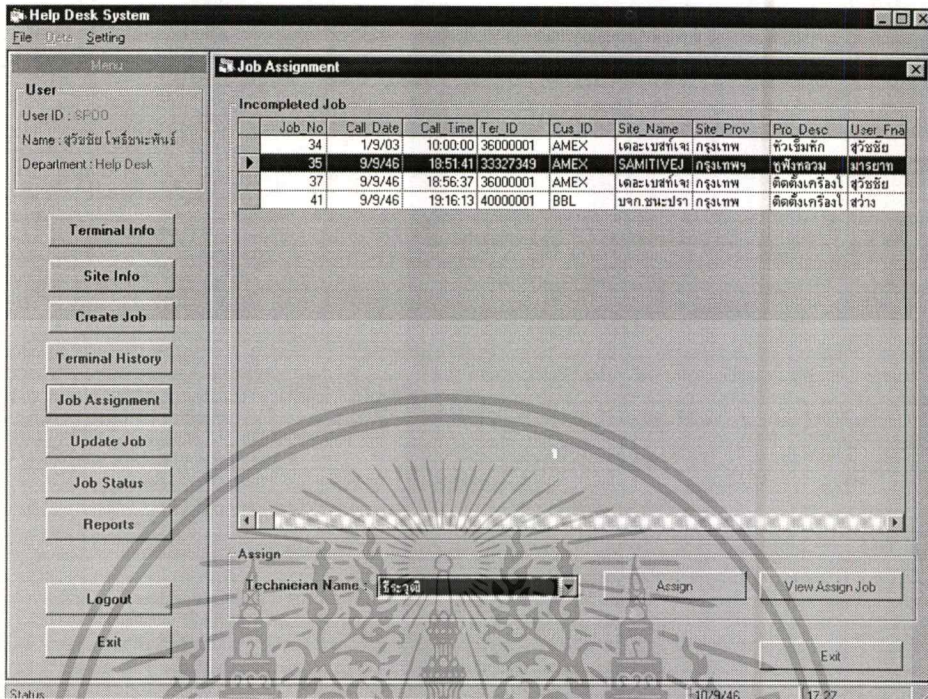 Help Desk System
File Data Setting
Menu
User
User ID : SP00
Name : สุวัชชัย โพธิ์ชนะพันธ์
Department : Help Desk
Terminal Info
Site Info
Create Job
Terminal History
Job Assignment
Update Job
Job Status
Reports
Logout
Exit
Job Assignment
Incompleted Job
Job_No Call_Date Call_Time Ter_ID Cus_ID Site_Name Site_Prov Pro_Desc User_Fna
34 1/9/03 10:00:00 36000001 AMEX เดอะเบสท์เจ กรุงเทพ หัวเข็มหัก สุวัชชัย
35 9/9/46 18:51:41 33327349 AMEX SAMITIVEJ กรุงเทพฯ หูฟังหลวม มารยาท
37 9/9/46 18:56:37 36000001 AMEX เดอะเบสท์เจ กรุงเทพ ติดตั้งเครื่องใ สุวัชชัย
41 9/9/46 19:16:13 40000001 BBL บจก.ชนะปรา กรุงเทพ ติดตั้งเครื่องใ สว่าง
Assign
Technician Name : ธีระวุฒิ
Assign
View Assign Job
Exit
Status 10/9/46 17:27